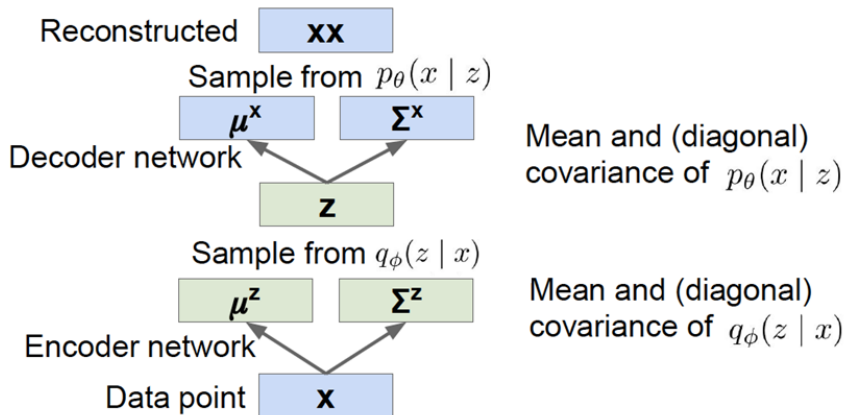 Reconstructed xx
Sample from pθ(x | z)
μˣ Σˣ
Decoder network
Mean and (diagonal)
covariance of pθ(x | z)
z
Sample from qϕ(z | x)
μᶻ Σᶻ
Encoder network
Mean and (diagonal)
covariance of qϕ(z | x)
Data point x